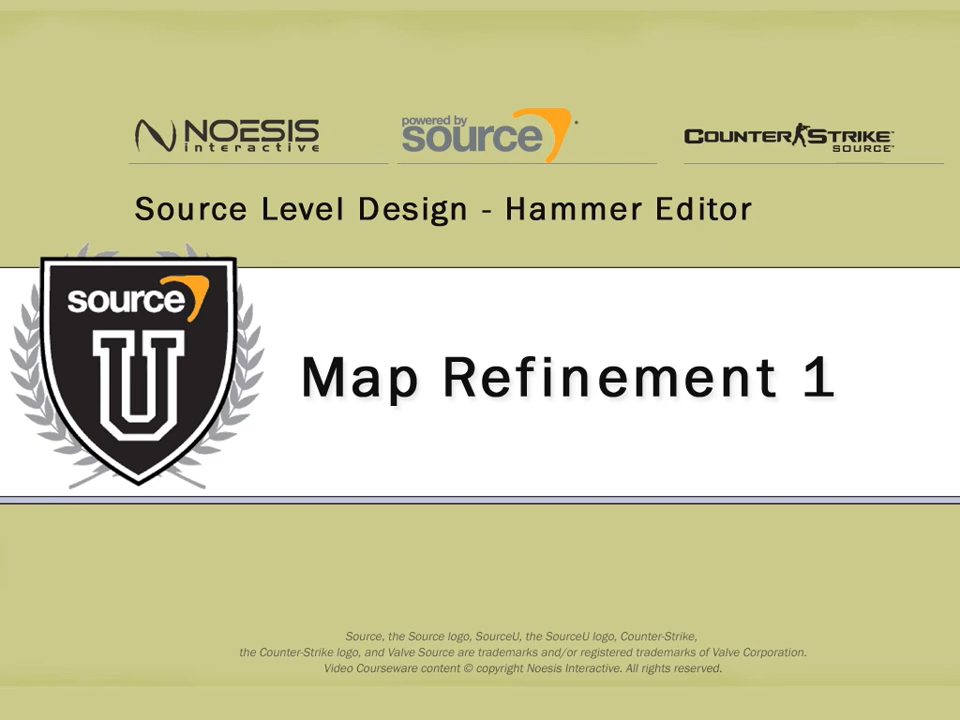 NOESIS
interactive
powered by
source
COUNTER STRIKE™
SOURCE™
Source Level Design - Hammer Editor
source
U
Map Refinement 1
Source, the Source logo, SourceU, the SourceU logo, Counter-Strike,
the Counter-Strike logo, and Valve Source are trademarks and/or registered trademarks of Valve Corporation.
Video Courseware content © copyright Noesis Interactive. All rights reserved.